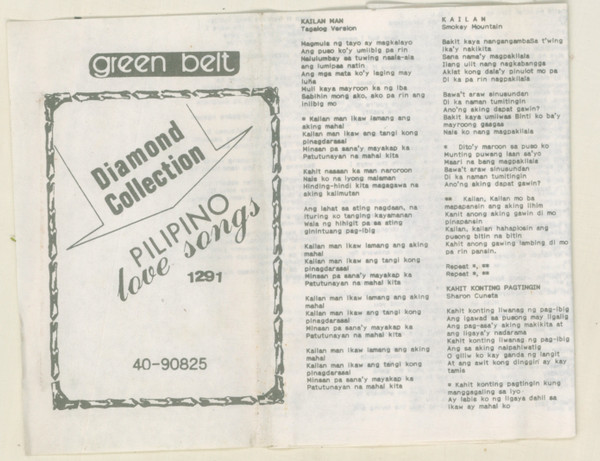 green belt
Diamond
Collection
PILIPINO
love songs
1291
40-90825
KAILAN MAN
Tagalog Version
Magmula ng tayo ay magkalayo
Ang puso ko'y umiibig pa rin
Halulumbay sa tuwing naala-ala
ang lumipas natin
Ang mga mata ko'y laging may
luha
Muli kaya mayroon ka ng iba
Sabihin mong ako, ako pa rin ang
iniibig mo
* Kailan man ikaw lamang ang
aking mahal
Kailan man ikaw ang tangi kong
pinagdarasal
Minsan pa sana'y mayakap ka
Patutunayan na mahal kita
Kahit nasaan ka man naroroon
Nais ko na iyong malaman
Hinding-hindi kita magagawa na
aking kalimutan
Ang lahat sa ating nagdaan, na
ituring ko tanging kayamanan
Wala ng hihigit pa sa ating
ginintuang pag-ibig
Kailan man ikaw lamang ang aking
mahal
Kailan man ikaw ang tangi kong
pinagdarasal
Minsan pa sana'y mayakap ka
Patutunayan na mahal kita
Kailan man ikaw lamang ang aking
mahal
Kailan man ikaw ang tangi kong
pinagdarasal
Minsan pa sana'y mayakap ka
Patutunayan na mahal kita
Kailan man ikaw lamang ang aking
mahal
Kailan man ikaw ang tangi kong
pinagdarasal
Minsan pa sana'y mayakap ka
Patutunayan na mahal kita
K A I L A N
Smokey Mountain
Bakit kaya nangangambang t'wing
ika'y nakikita
Sana nama'y magpakilala
Ilang ulit nang nagkabangga
Aklat kong dala'y pinulot mo pa
Di ka pa rin nagpakilala
Bawa't araw sinusundan
Di ka naman tumitingin
Ano'ng aking dapat gawin?
Bakit kaya umiiwas Binti ko ba'y
mayroong gasgas
Nais ko nang magpakilala
* Dito'y maroon sa puso ko
Munting puwang laan sa'yo
Maari na bang magpakilala
Bawa't araw sinusundan
Di ka naman tumitingin
Ano'ng aking dapat gawin?
** Kailan, Kailan mo ba
mapapansin ang aking lihim
Kahit anong aking gawin di mo
pinapansin
Kailan, kailan hahaplosin ang
pusong bitin na bitin
Kahit anong gawing lambing di mo
pa rin pansin.
Repeat *, **
Repeat *, **
KAHIT KONTING PAGTINGIN
Sharon Cuneta
Kahit konting liwanag ng pag-ibig
Ang igawad sa pusong may ligalig
Ang pag-asa'y aking makikita at
ang ligaya'y nadarama
Kahit konting liwanag ng pag-ibig
Ang sa aking naipahiwatig
O giliw ko kay ganda ng langit
At ang awit kong dinggin ay kay
tamis
* Kahit konting pagtingin kung
manggagaling sa iyo
Ay labis ko ng ligaya dahil sa
ikaw ay mahal ko